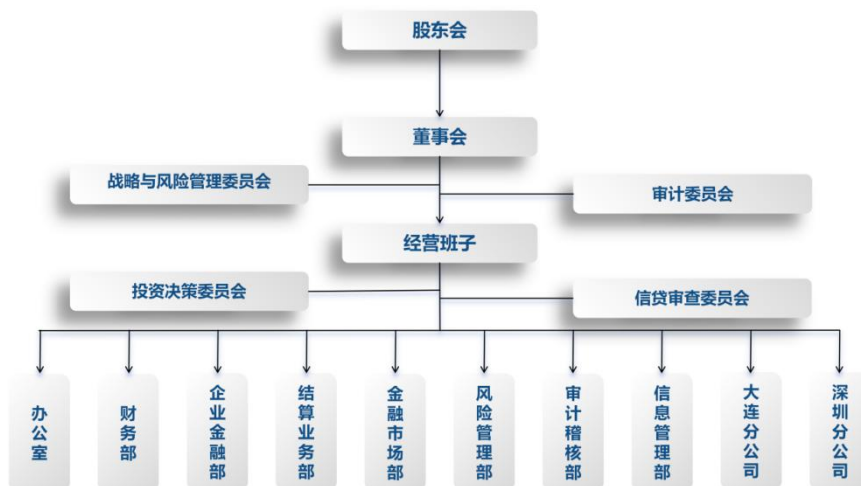 股东会
董事会
战略与风险管理委员会
审计委员会
经营班子
投资决策委员会
信贷审查委员会
办公室
财务部
企业金融部
结算业务部
金融市场部
风险管理部
审计稽核部
信息管理部
大连分公司
深圳分公司